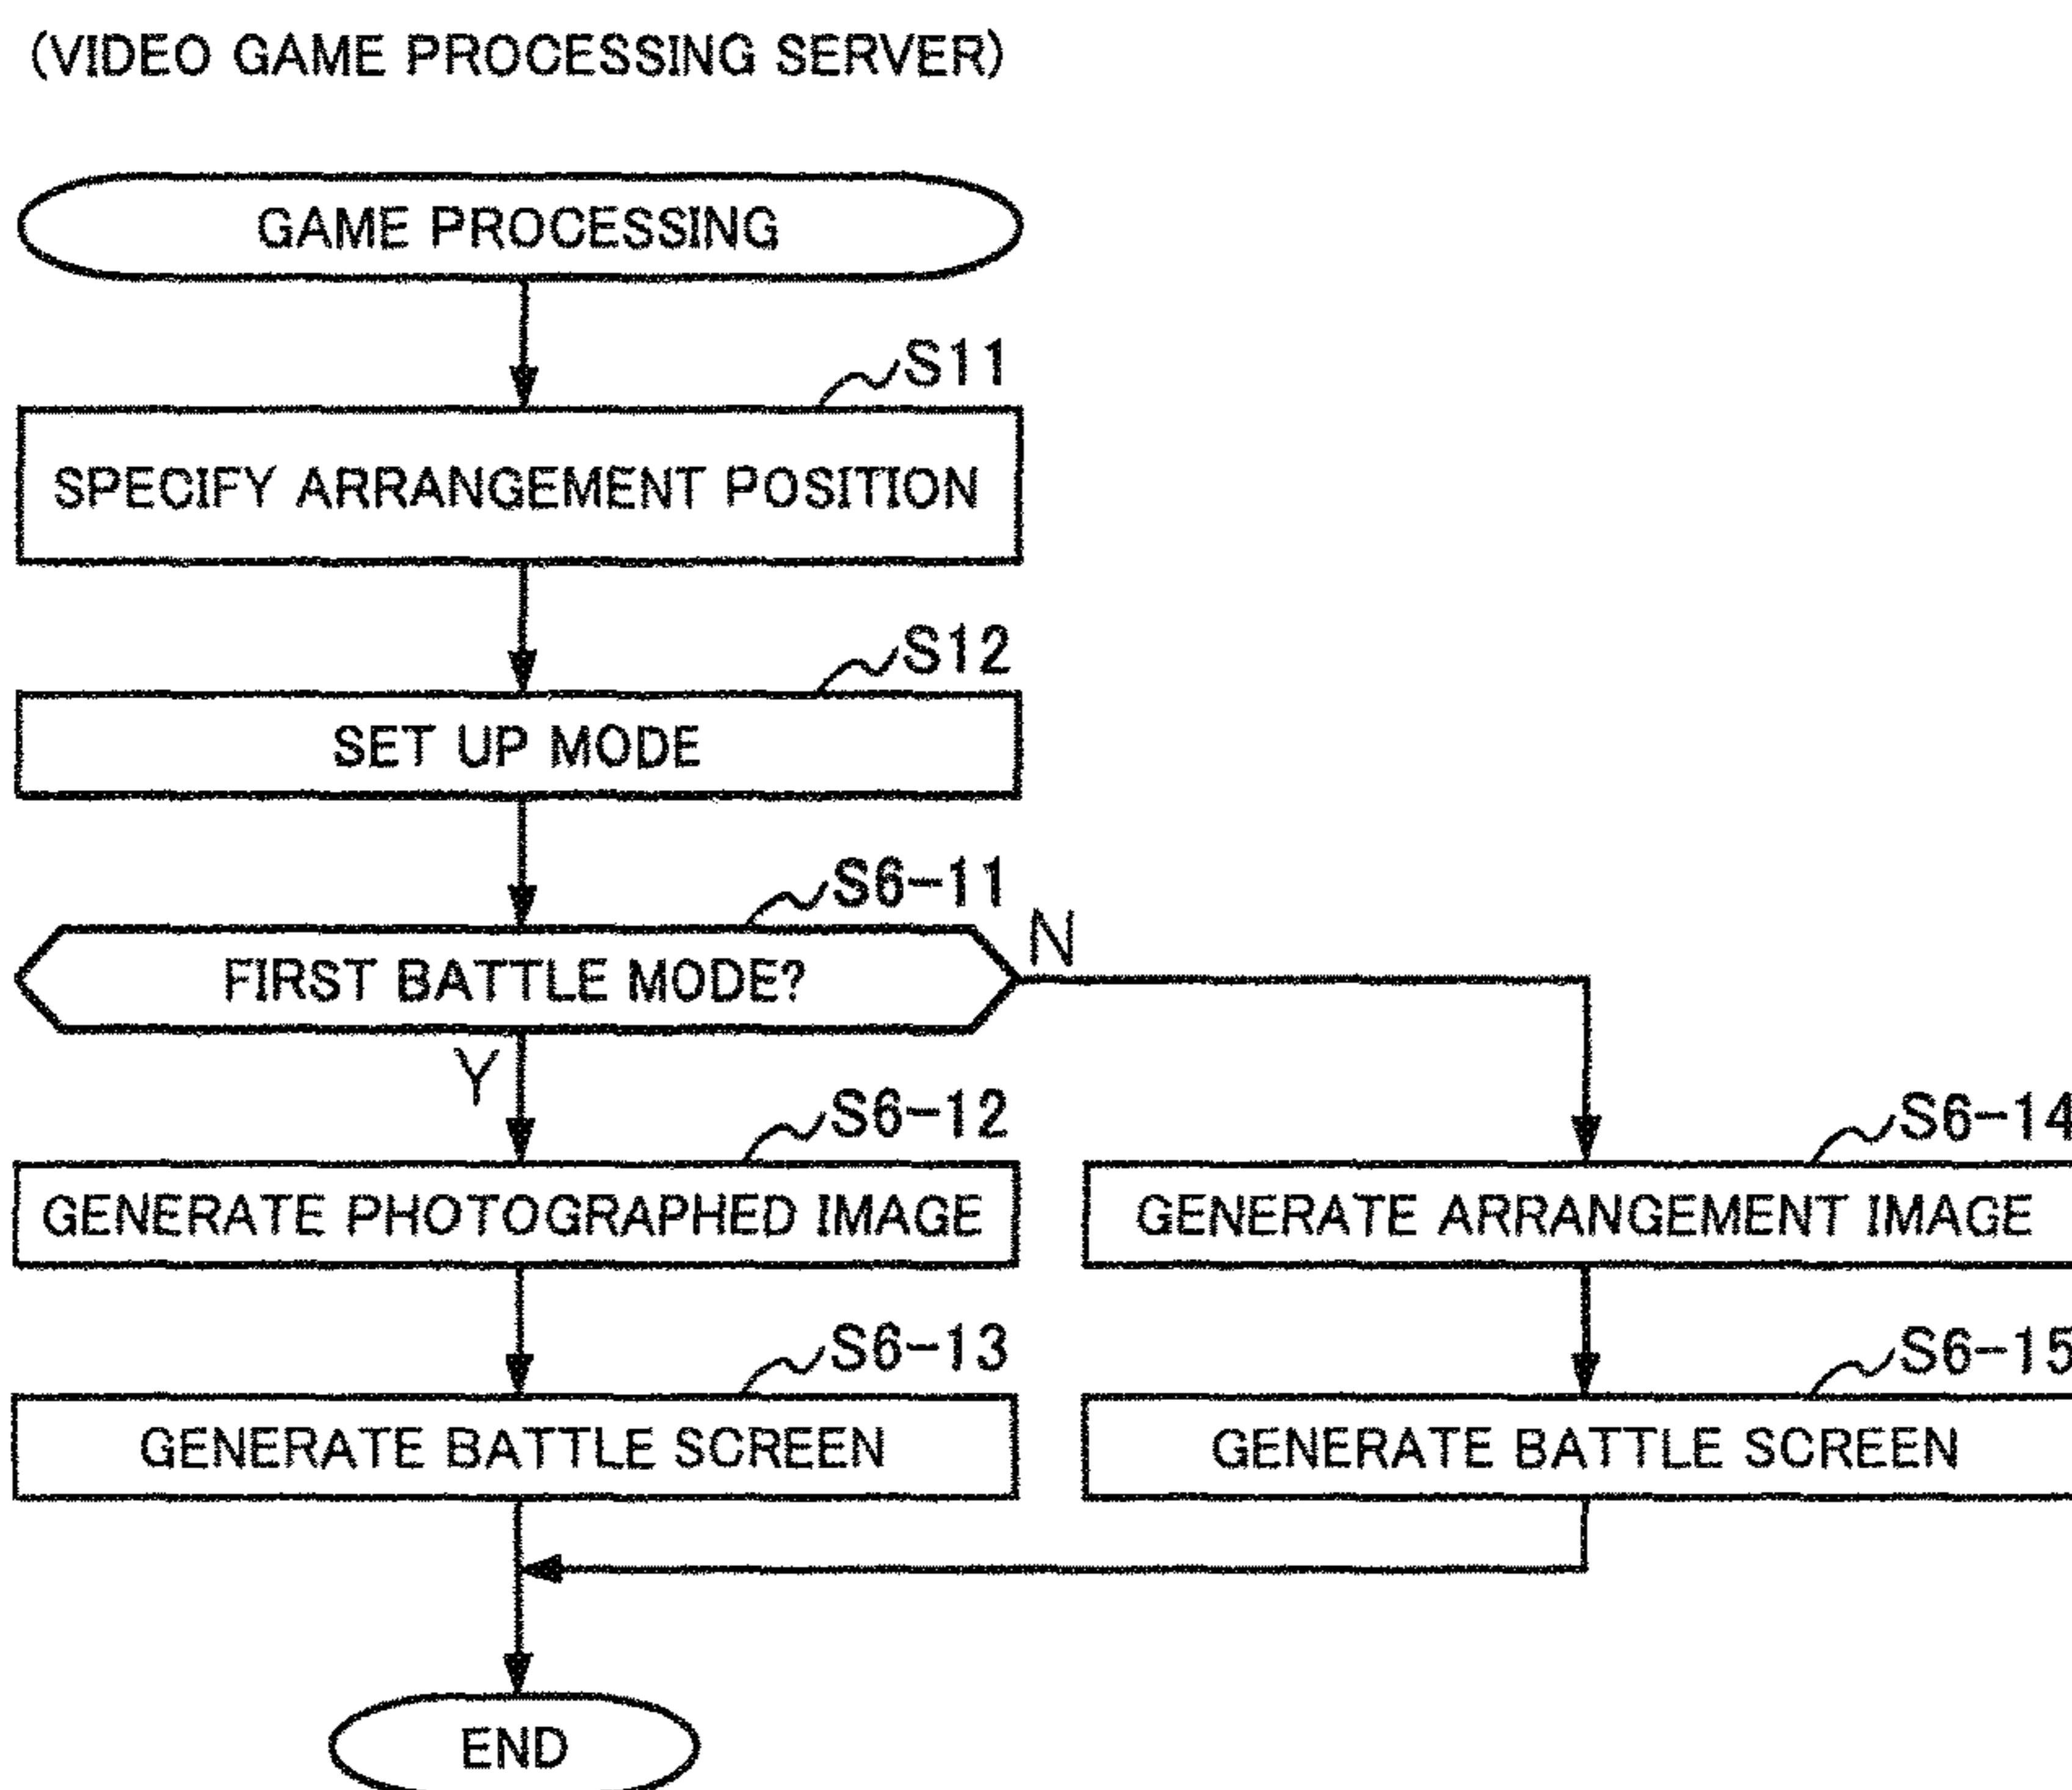 (VIDEO GAME PROCESSING SERVER)
GAME PROCESSING
S11
SPECIFY ARRANGEMENT POSITION
S12
SET UP MODE
S6-11
FIRST BATTLE MODE?
N
Y
S6-12
GENERATE PHOTOGRAPHED IMAGE
S6-14
GENERATE ARRANGEMENT IMAGE
S6-13
GENERATE BATTLE SCREEN
S6-15
GENERATE BATTLE SCREEN
END